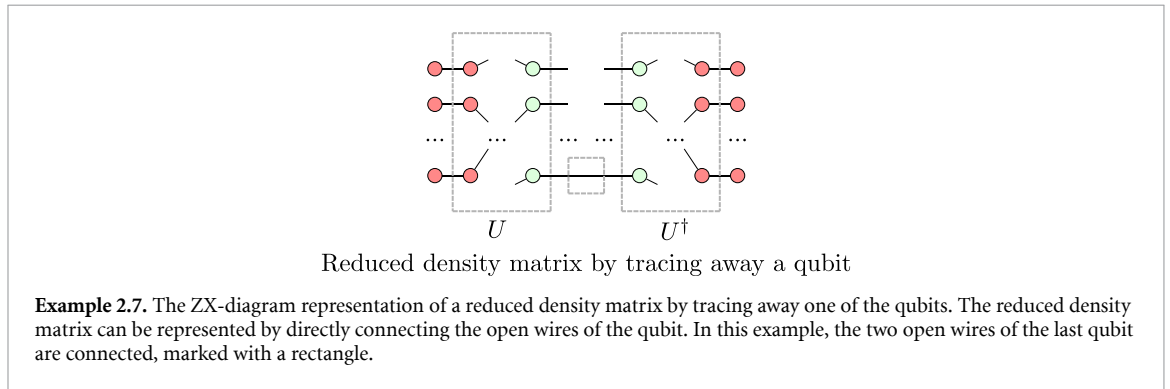 ... ... ... ... ... ...
U U†
Reduced density matrix by tracing away a qubit
Example 2.7. The ZX-diagram representation of a reduced density matrix by tracing away one of the qubits. The reduced density
matrix can be represented by directly connecting the open wires of the qubit. In this example, the two open wires of the last qubit
are connected, marked with a rectangle.